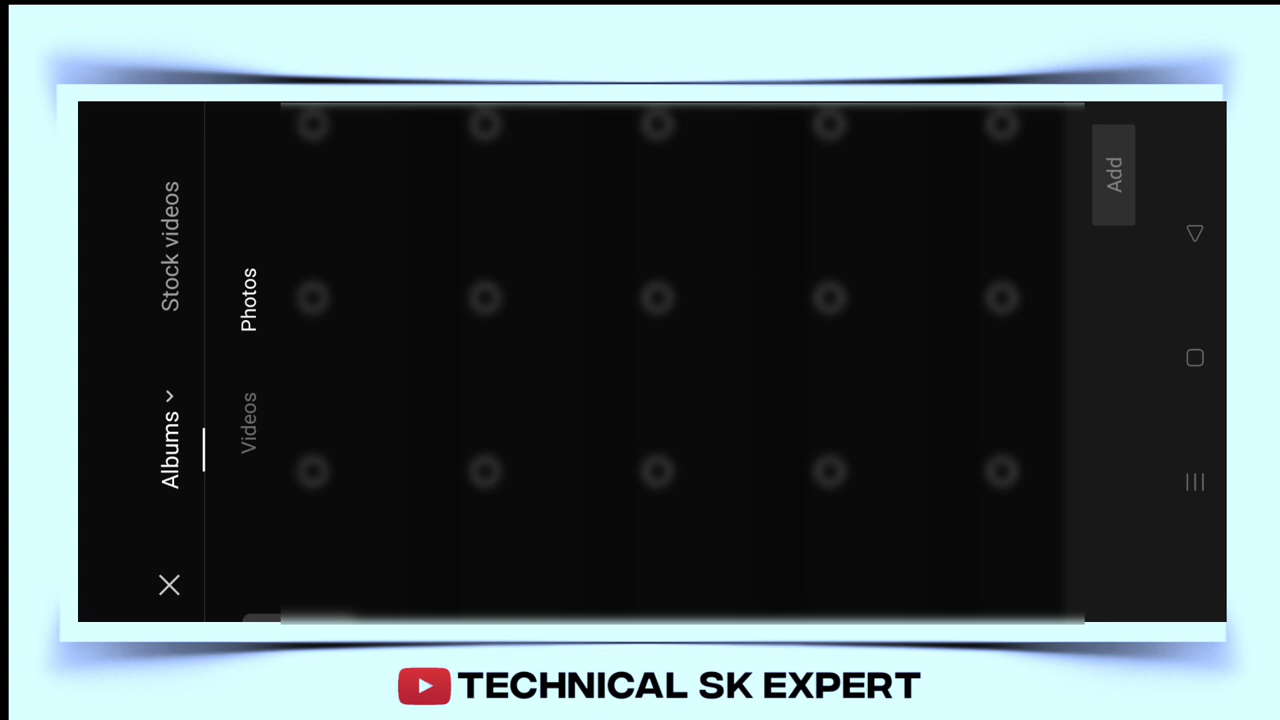 Albums
Stock videos
Videos
Photos
Add
TECHNICAL SK EXPERT